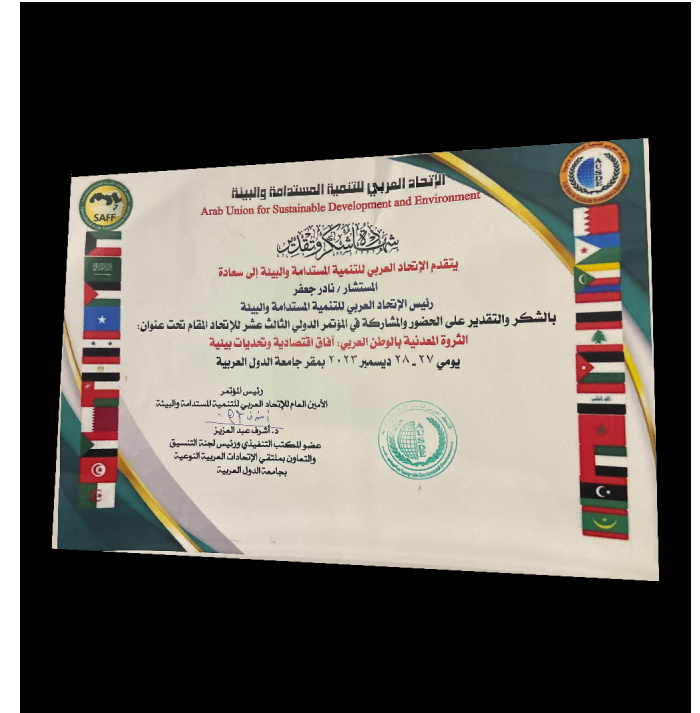 الإتحاد العربي للتنمية المستدامة والبيئة
Arab Union for Sustainable Development and Environment
شهادة شكر وتقدير
يتقدم الإتحاد العربي للتنمية المستدامة والبيئة إلى سعادة
المستشار / نادر جعفر
رئيس الإتحاد العربي للتنمية المستدامة والبيئة
بالشكر والتقدير على الحضور والمشاركة في المؤتمر الدولي الثالث عشر للإتحاد المقام تحت عنوان:
الثروة المعدنية بالوطن العربي: آفاق اقتصادية وتحديات بيئية
يومي ٢٧ - ٢٨ ديسمبر ٢٠٢٣ بمقر جامعة الدول العربية
رئيس المؤتمر
الأمين العام للإتحاد العربي للتنمية المستدامة والبيئة
د. أشرف عبد العزيز
عضو المكتب التنفيذي ورئيس لجنة التنسيق
والتعاون بملتقي الإتحادات العربية النوعية
بجامعة الدول العربية
SAFF
AUSDE
AUSDE